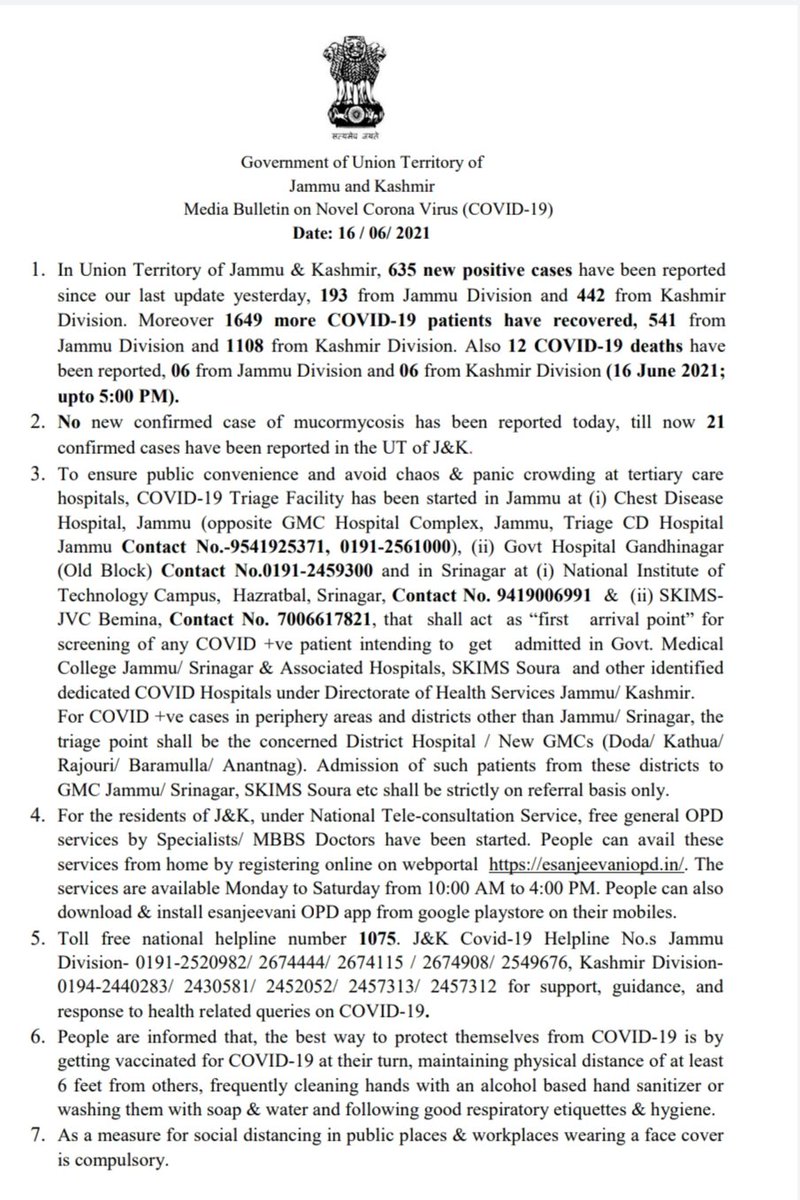 सत्यमेव जयते
Government of Union Territory of
Jammu and Kashmir
Media Bulletin on Novel Corona Virus (COVID-19)
Date: 16 / 06/ 2021
1. In Union Territory of Jammu & Kashmir, 635 new positive cases have been reported
since our last update yesterday, 193 from Jammu Division and 442 from Kashmir
Division. Moreover 1649 more COVID-19 patients have recovered, 541 from
Jammu Division and 1108 from Kashmir Division. Also 12 COVID-19 deaths have
been reported, 06 from Jammu Division and 06 from Kashmir Division (16 June 2021;
upto 5:00 PM).
2. No new confirmed case of mucormycosis has been reported today, till now 21
confirmed cases have been reported in the UT of J&K.
3. To ensure public convenience and avoid chaos & panic crowding at tertiary care
hospitals, COVID-19 Triage Facility has been started in Jammu at (i) Chest Disease
Hospital, Jammu (opposite GMC Hospital Complex, Jammu, Triage CD Hospital
Jammu Contact No.-9541925371, 0191-2561000), (ii) Govt Hospital Gandhinagar
(Old Block) Contact No.0191-2459300 and in Srinagar at (i) National Institute of
Technology Campus, Hazratbal, Srinagar, Contact No. 9419006991 & (ii) SKIMS-
JVC Bemina, Contact No. 7006617821, that shall act as “first arrival point” for
screening of any COVID +ve patient intending to get admitted in Govt. Medical
College Jammu/ Srinagar & Associated Hospitals, SKIMS Soura and other identified
dedicated COVID Hospitals under Directorate of Health Services Jammu/ Kashmir.
For COVID +ve cases in periphery areas and districts other than Jammu/ Srinagar, the
triage point shall be the concerned District Hospital / New GMCs (Doda/ Kathua/
Rajouri/ Baramulla/ Anantnag). Admission of such patients from these districts to
GMC Jammu/ Srinagar, SKIMS Soura etc shall be strictly on referral basis only.
4. For the residents of J&K, under National Tele-consultation Service, free general OPD
services by Specialists/ MBBS Doctors have been started. People can avail these
services from home by registering online on webportal https://esanjeevaniopd.in/. The
services are available Monday to Saturday from 10:00 AM to 4:00 PM. People can also
download & install esanjeevani OPD app from google playstore on their mobiles.
5. Toll free national helpline number 1075. J&K Covid-19 Helpline No.s Jammu
Division- 0191-2520982/ 2674444/ 2674115 / 2674908/ 2549676, Kashmir Division-
0194-2440283/ 2430581/ 2452052/ 2457313/ 2457312 for support, guidance, and
response to health related queries on COVID-19.
6. People are informed that, the best way to protect themselves from COVID-19 is by
getting vaccinated for COVID-19 at their turn, maintaining physical distance of at least
6 feet from others, frequently cleaning hands with an alcohol based hand sanitizer or
washing them with soap & water and following good respiratory etiquettes & hygiene.
7. As a measure for social distancing in public places & workplaces wearing a face cover
is compulsory.